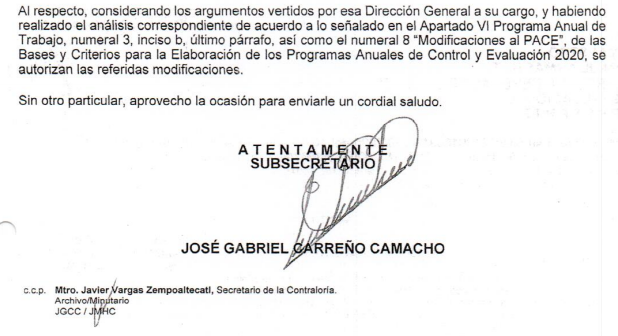 Al respecto, considerando los argumentos vertidos por esa Dirección General a su cargo, y habiendo
realizado el análisis correspondiente de acuerdo a lo señalado en el Apartado VI Programa Anual de
Trabajo, numeral 3, inciso b, último párrafo, así como el numeral 8 “Modificaciones al PACE”, de las
Bases y Criterios para la Elaboración de los Programas Anuales de Control y Evaluación 2020, se
autorizan las referidas modificaciones.
Sin otro particular, aprovecho la ocasión para enviarle un cordial saludo.
A T E N T A M E N T E
SUBSECRETARIO
JOSÉ GABRIEL CARREÑO CAMACHO
c.c.p. Mtro. Javier Vargas Zempoaltecatl, Secretario de la Contraloría.
Archivo/Minutario
JGCC / JMHC